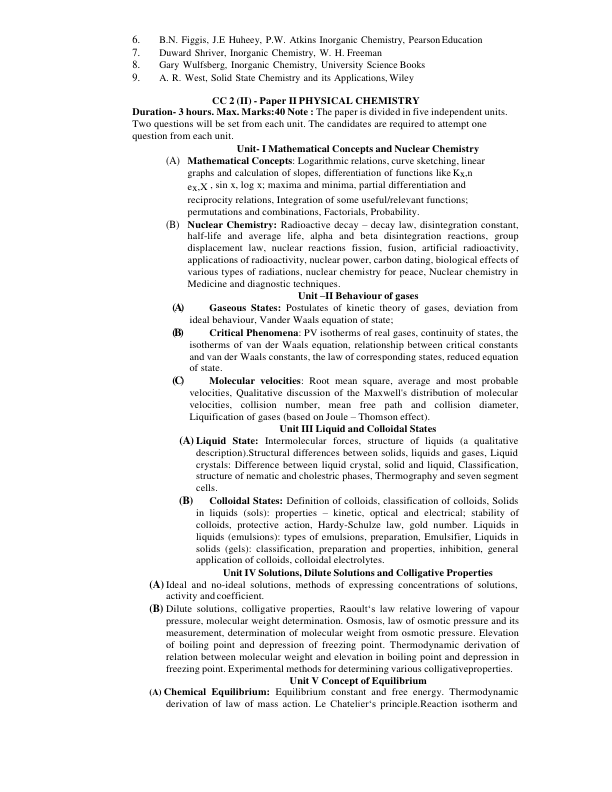 6. B.N. Figgis, J.E Huheey, P.W. Atkins Inorganic Chemistry, Pearson Education
7. Duward Shriver, Inorganic Chemistry, W. H. Freeman
8. Gary Wulfsberg, Inorganic Chemistry, University Science Books
9. A. R. West, Solid State Chemistry and its Applications, Wiley
CC 2 (II) - Paper II PHYSICAL CHEMISTRY
Duration- 3 hours. Max. Marks:40 Note : The paper is divided in five independent units.
Two questions will be set from each unit. The candidates are required to attempt one
question from each unit.
Unit- I Mathematical Concepts and Nuclear Chemistry
(A) Mathematical Concepts: Logarithmic relations, curve sketching, linear
graphs and calculation of slopes, differentiation of functions like Kx,n
ex,X , sin x, log x; maxima and minima, partial differentiation and
reciprocity relations, Integration of some useful/relevant functions;
permutations and combinations, Factorials, Probability.
(B) Nuclear Chemistry: Radioactive decay – decay law, disintegration constant,
half-life and average life, alpha and beta disintegration reactions, group
displacement law, nuclear reactions fission, fusion, artificial radioactivity,
applications of radioactivity, nuclear power, carbon dating, biological effects of
various types of radiations, nuclear chemistry for peace, Nuclear chemistry in
Medicine and diagnostic techniques.
Unit –II Behaviour of gases
(A) Gaseous States: Postulates of kinetic theory of gases, deviation from
ideal behaviour, Vander Waals equation of state;
(B) Critical Phenomena: PV isotherms of real gases, continuity of states, the
isotherms of van der Waals equation, relationship between critical constants
and van der Waals constants, the law of corresponding states, reduced equation
of state.
(C) Molecular velocities: Root mean square, average and most probable
velocities, Qualitative discussion of the Maxwell's distribution of molecular
velocities, collision number, mean free path and collision diameter,
Liquification of gases (based on Joule – Thomson effect).
Unit III Liquid and Colloidal States
(A) Liquid State: Intermolecular forces, structure of liquids (a qualitative
description).Structural differences between solids, liquids and gases, Liquid
crystals: Difference between liquid crystal, solid and liquid, Classification,
structure of nematic and cholestric phases, Thermography and seven segment
cells.
(B) Colloidal States: Definition of colloids, classification of colloids, Solids
in liquids (sols): properties – kinetic, optical and electrical; stability of
colloids, protective action, Hardy-Schulze law, gold number. Liquids in
liquids (emulsions): types of emulsions, preparation, Emulsifier, Liquids in
solids (gels): classification, preparation and properties, inhibition, general
application of colloids, colloidal electrolytes.
Unit IV Solutions, Dilute Solutions and Colligative Properties
(A) Ideal and no-ideal solutions, methods of expressing concentrations of solutions,
activity and coefficient.
(B) Dilute solutions, colligative properties, Raoult‘s law relative lowering of vapour
pressure, molecular weight determination. Osmosis, law of osmotic pressure and its
measurement, determination of molecular weight from osmotic pressure. Elevation
of boiling point and depression of freezing point. Thermodynamic derivation of
relation between molecular weight and elevation in boiling point and depression in
freezing point. Experimental methods for determining various colligativeproperties.
Unit V Concept of Equilibrium
(A) Chemical Equilibrium: Equilibrium constant and free energy. Thermodynamic
derivation of law of mass action. Le Chatelier‘s principle.Reaction isotherm and